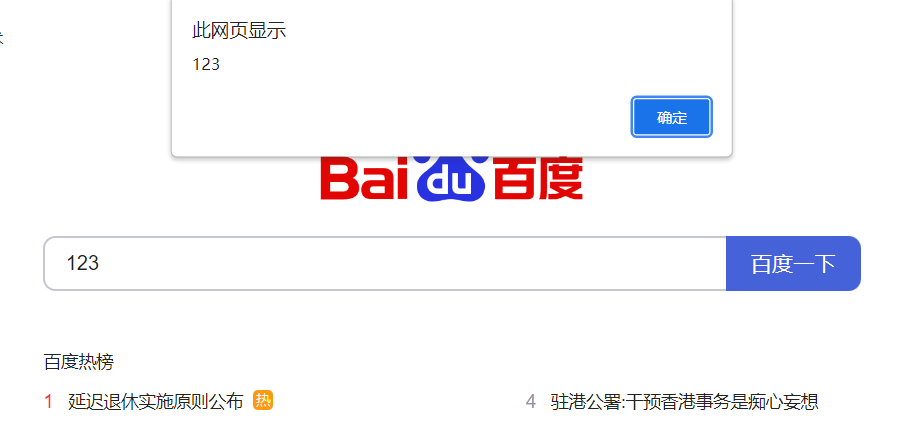 此网页显示
123
确定
Bai du 百度
123
百度一下
百度热榜
1 延迟退休实施原则公布 热
4 驻港公署:干预香港事务是痴心妄想